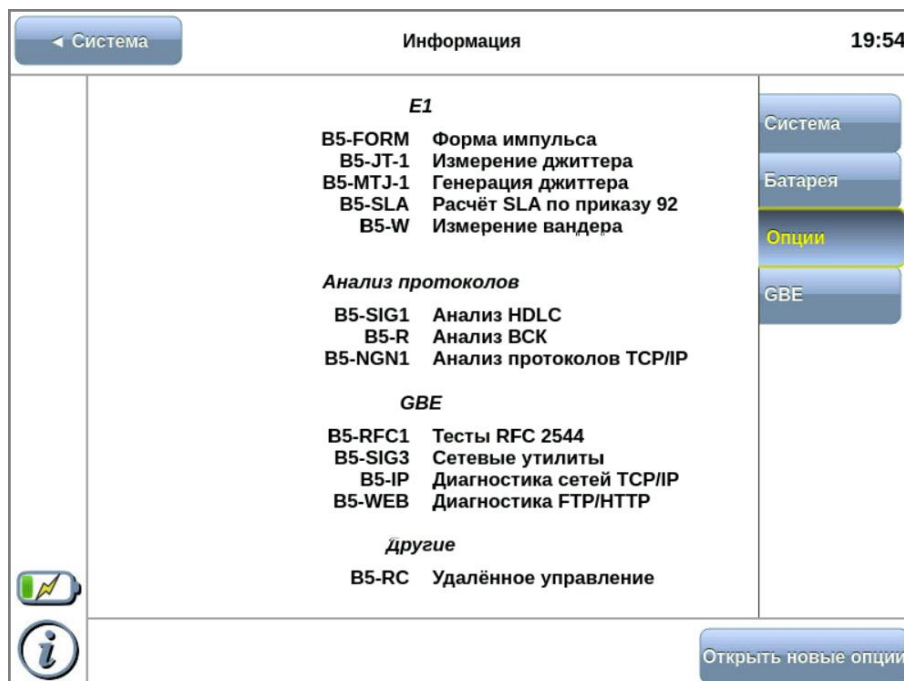 ◄ Система
Информация
19:54
E1
B5-FORM Форма импульса
B5-JT-1 Измерение джиттера
B5-MTJ-1 Генерация джиттера
B5-SLA Расчёт SLA по приказу 92
B5-W Измерение вандера
Анализ протоколов
B5-SIG1 Анализ HDLC
B5-R Анализ ВСК
B5-NGN1 Анализ протоколов TCP/IP
GBE
B5-RFC1 Тесты RFC 2544
B5-SIG3 Сетевые утилиты
B5-IP Диагностика сетей TCP/IP
B5-WEB Диагностика FTP/HTTP
Другие
B5-RC Удалённое управление
Система
Батарея
Опции
GBE
i
Открыть новые опции